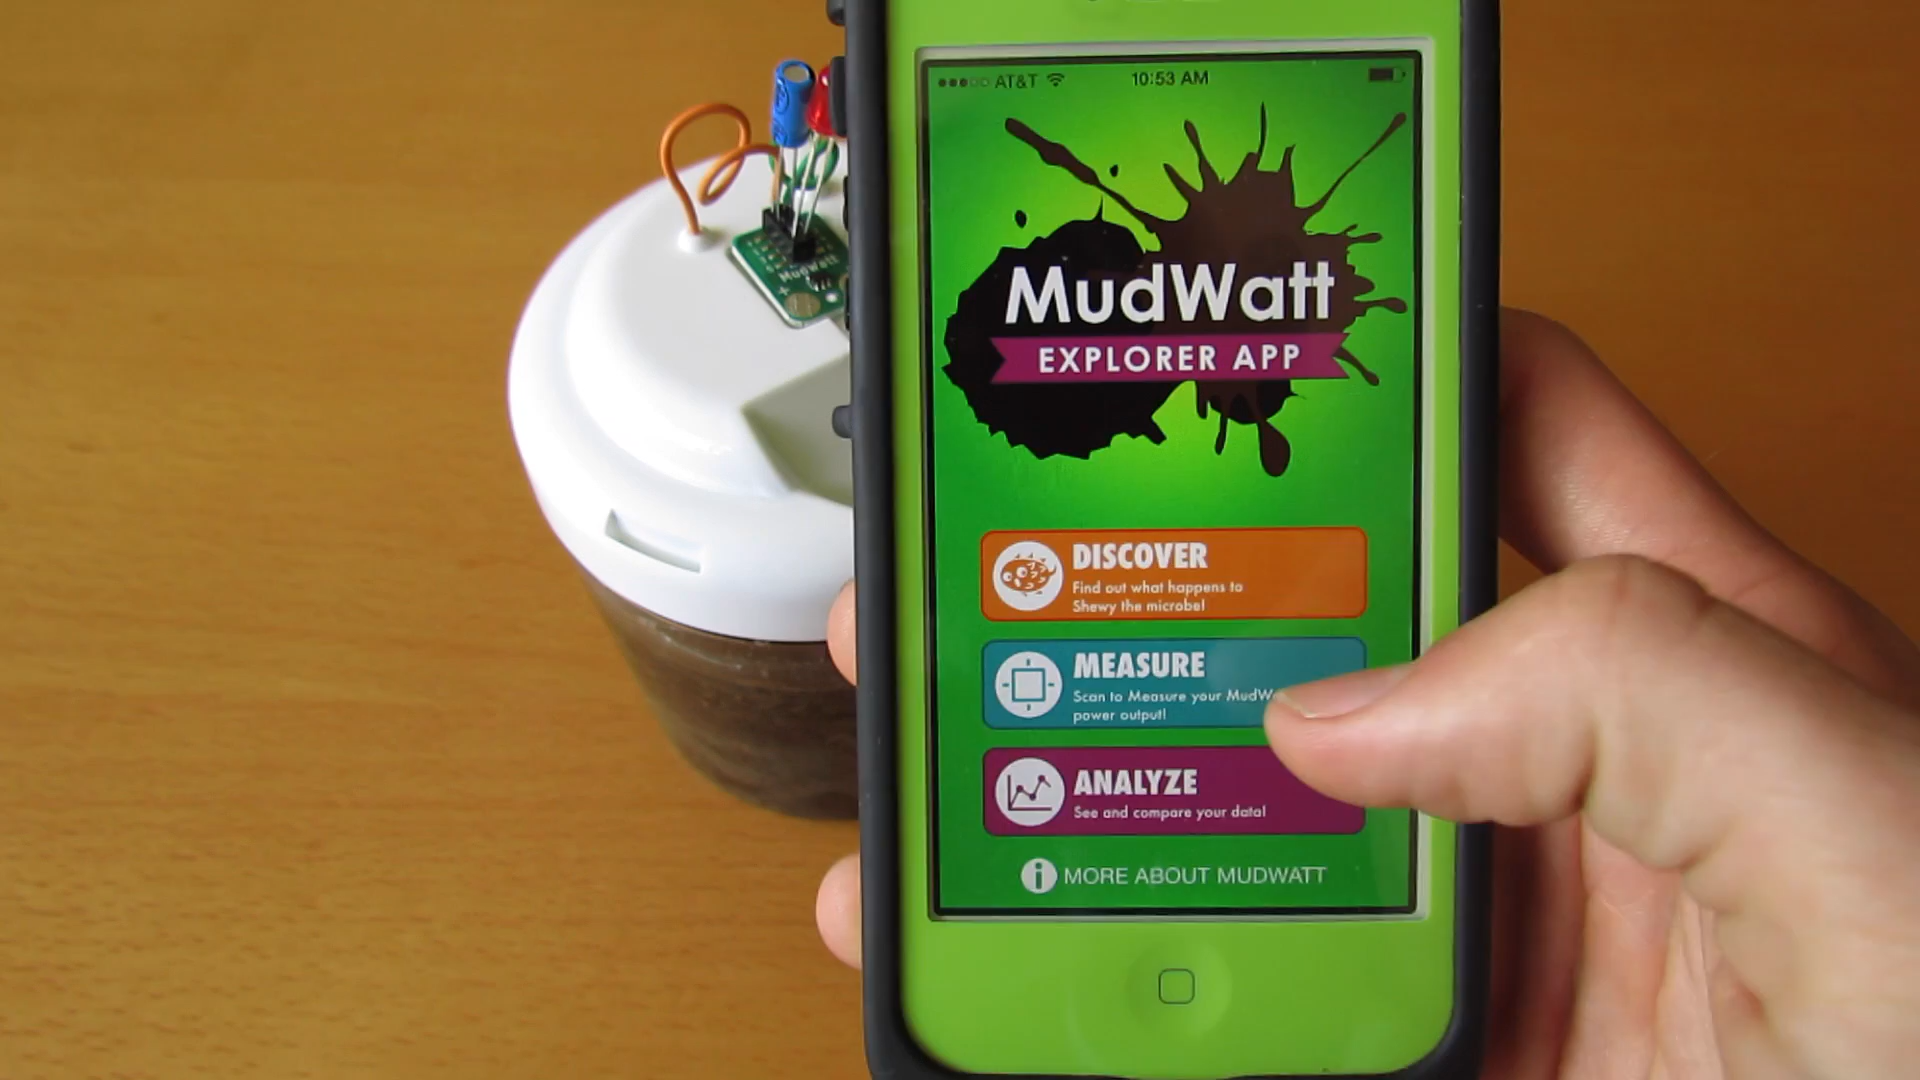 AT&T 10:53 AM
MudWatt
EXPLORER APP
MudWatt
DISCOVER
Find out what happens to
Shewy the microbe!
MEASURE
Scan to Measure your
power output!
ANALYZE
See and compare your data!
MORE ABOUT MUDWATT